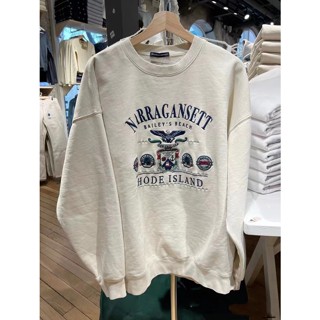 NARRAGANSETT
BAILEY'S BEACH
RHODE ISLAND